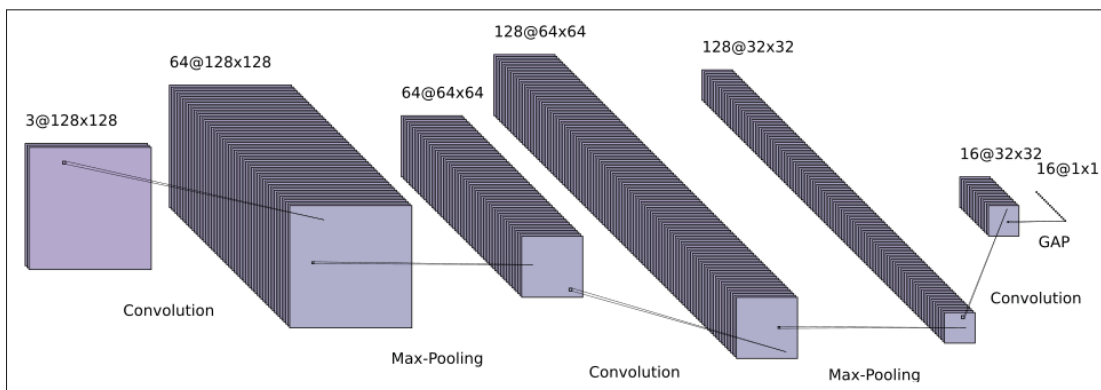 3@128x128
64@128x128
64@64x64
128@64x64
128@32x32
16@32x32
16@1x1
Convolution
Max-Pooling
Convolution
Max-Pooling
Convolution
GAP